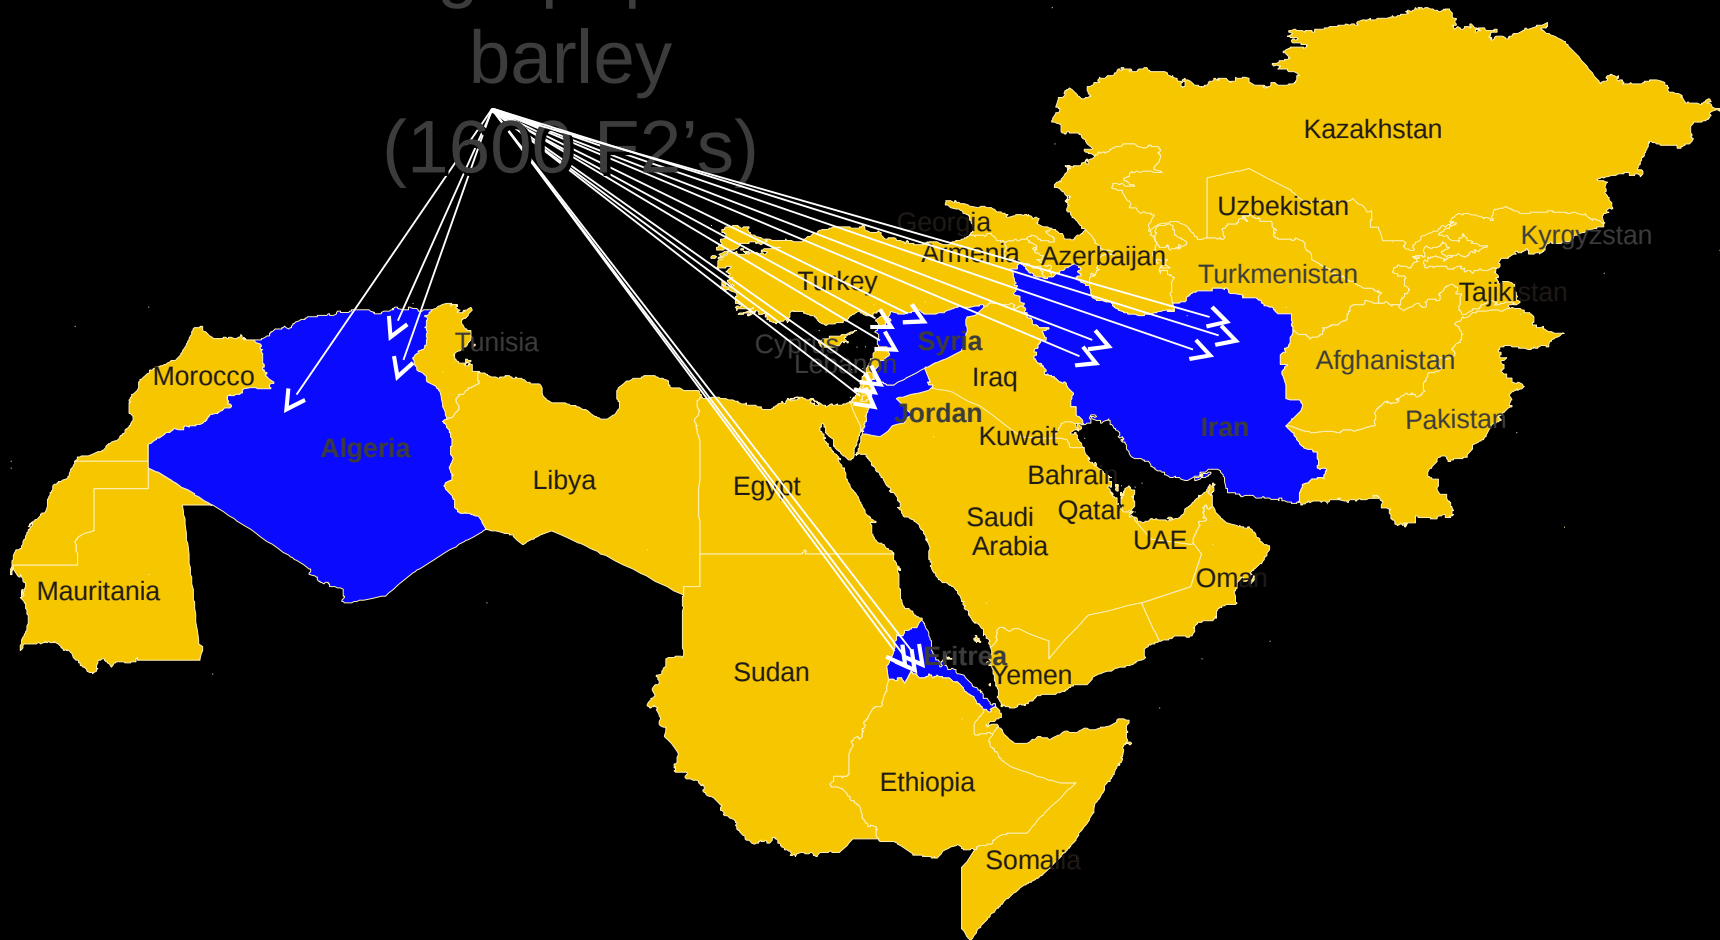 barley
(1600 F2's)
Kazakhstan
Uzbekistan
Georgia
Kyrgyzstan
Armenia
Azerbaijan
Turkmenistan
Turkey
Tajikistan
Tunisia
Cyprus
Syria
Lebanon
Afghanistan
Morocco
Iraq
Jordan
Pakistan
Iran
Kuwait
Algeria
Bahrain
Libya
Egypt
Qatar
Saudi
Arabia
UAE
Oman
Mauritania
Eritrea
Sudan
Yemen
Ethiopia
Somalia